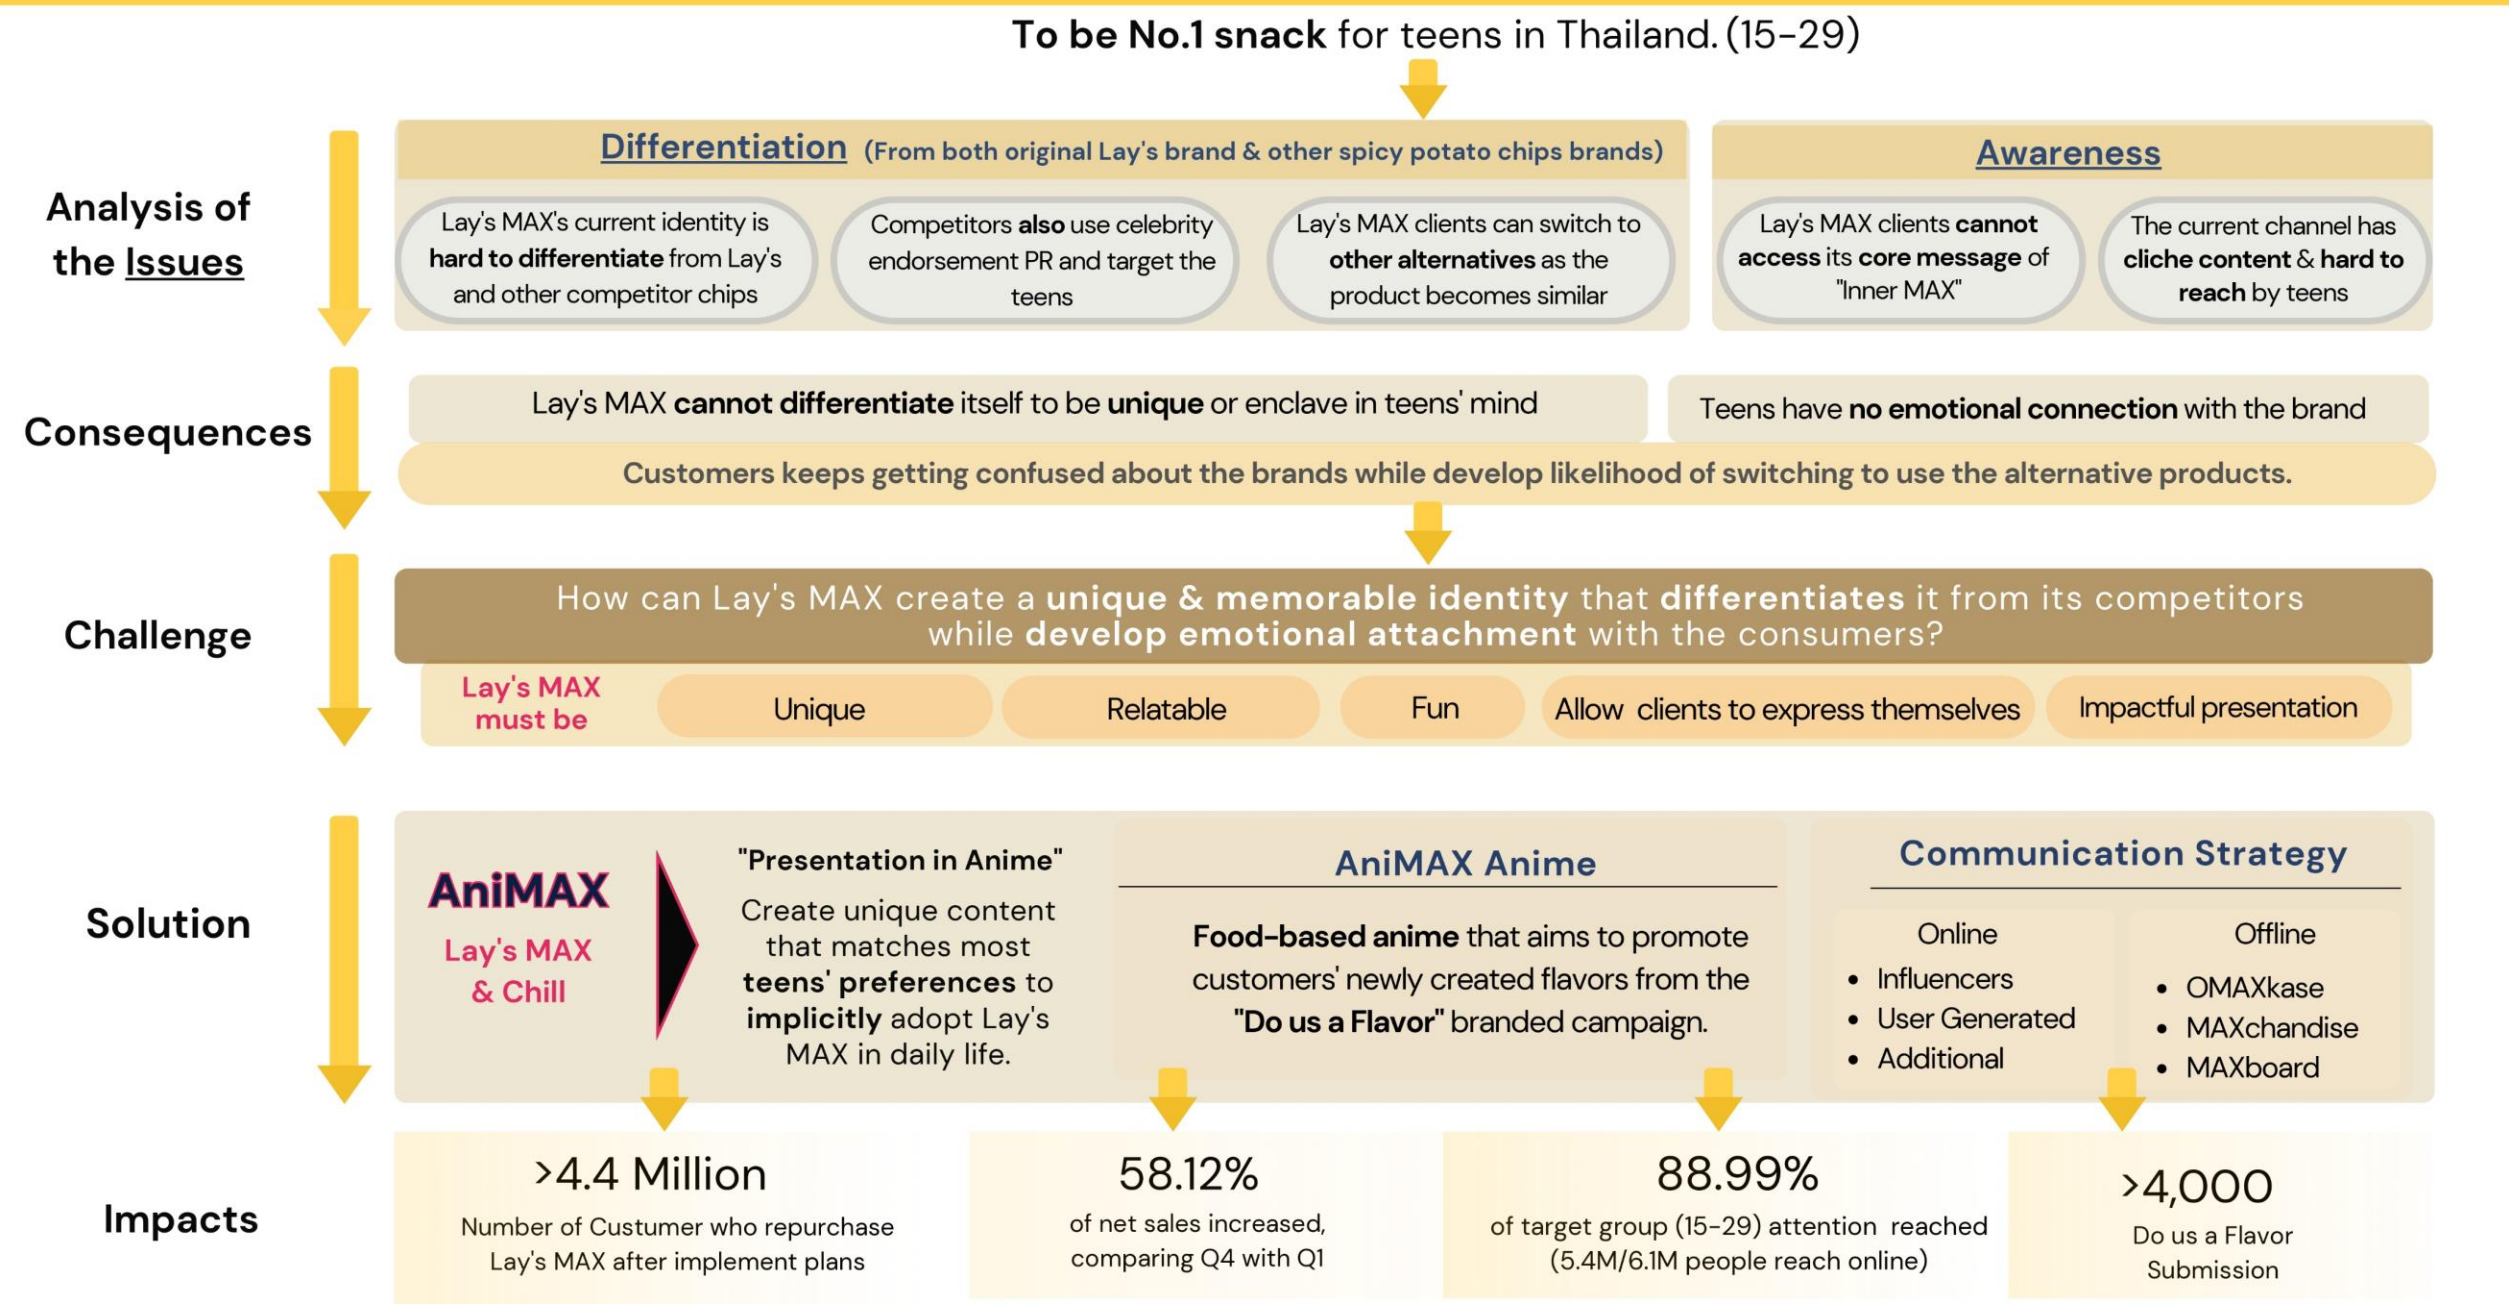 To be No.1 snack for teens in Thailand. (15-29)
Analysis of
the Issues
Differentiation (From both original Lay's brand & other spicy potato chips brands)
Lay's MAX's current identity is
hard to differentiate from Lay's
and other competitor chips
Competitors also use celebrity
endorsement PR and target the
teens
Lay's MAX clients can switch to
other alternatives as the
product becomes similar
Awareness
Lay's MAX clients cannot
access its core message of
"Inner MAX"
The current channel has
cliche content & hard to
reach by teens
Consequences
Lay's MAX cannot differentiate itself to be unique or enclave in teens' mind
Teens have no emotional connection with the brand
Customers keeps getting confused about the brands while develop likelihood of switching to use the alternative products.
Challenge
How can Lay's MAX create a unique & memorable identity that differentiates it from its competitors
while develop emotional attachment with the consumers?
Lay's MAX
must be
Unique
Relatable
Fun
Allow clients to express themselves
Impactful presentation
Solution
AniMAX
Lay's MAX
& Chill
"Presentation in Anime"
Create unique content
that matches most
teens' preferences to
implicitly adopt Lay's
MAX in daily life.
AniMAX Anime
Food-based anime that aims to promote
customers' newly created flavors from the
"Do us a Flavor" branded campaign.
Communication Strategy
Online
• Influencers
• User Generated
• Additional
Offline
• OMAXkase
• MAXchandise
• MAXboard
Impacts
>4.4 Million
Number of Custumer who repurchase
Lay's MAX after implement plans
58.12%
of net sales increased,
comparing Q4 with Q1
88.99%
of target group (15-29) attention reached
(5.4M/6.1M people reach online)
>4,000
Do us a Flavor
Submission